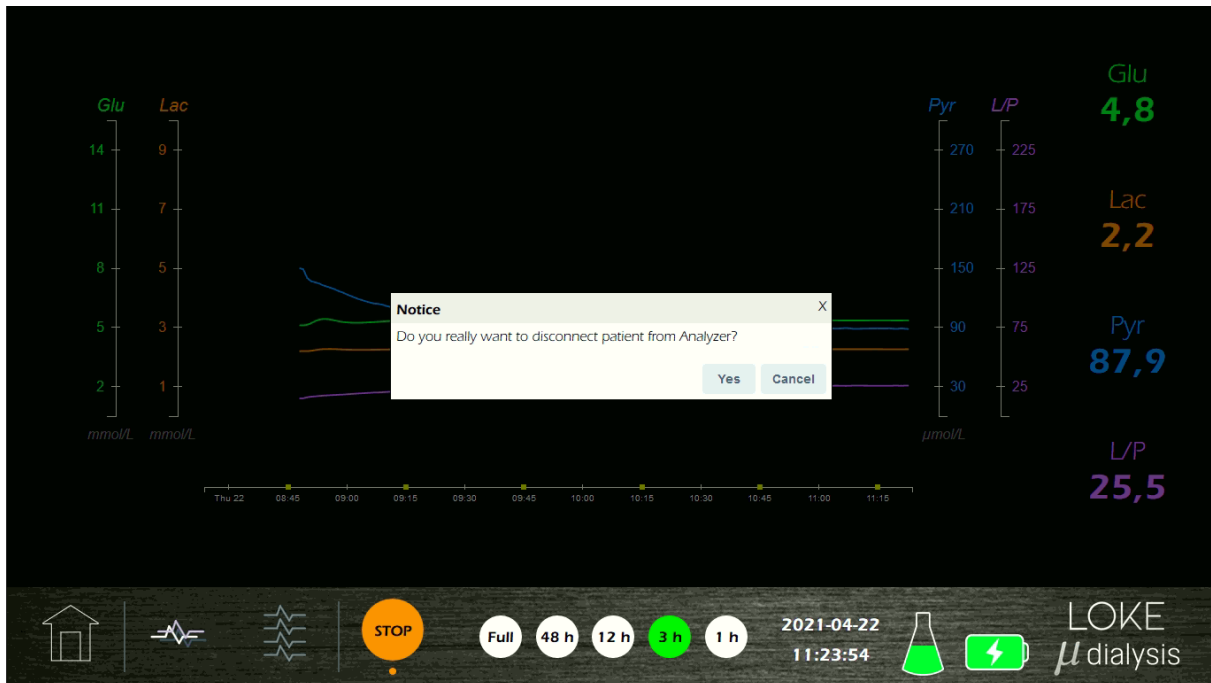 Glu
4,8
Glu Lac Pyr L/P
14 9 270 225
Lac
11 7 210 175
2,2
8 5 150 125
Notice X
Do you really want to disconnect patient from Analyzer?
5 3 90 75
Pyr
87,9
Yes Cancel
2 1 30 25
mmol/L mmol/L µmol/L
L/P
25,5
Thu 22 08:45 09:00 09:15 09:30 09:45 10:00 10:15 10:30 10:45 11:00 11:15
STOP
Full 48 h 12 h 3 h 1 h
2021-04-22
11:23:54
LOKE
µ dialysis